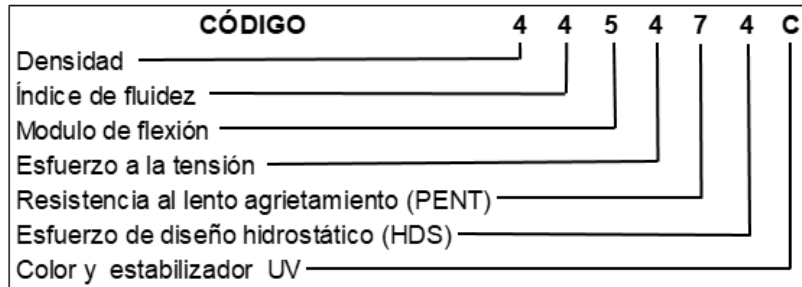 CÓDIGO 4 4 5 4 7 4 C
Densidad
Índice de fluidez
Modulo de flexión
Esfuerzo a la tensión
Resistencia al lento agrietamiento (PENT)
Esfuerzo de diseño hidrostático (HDS)
Color y estabilizador UV